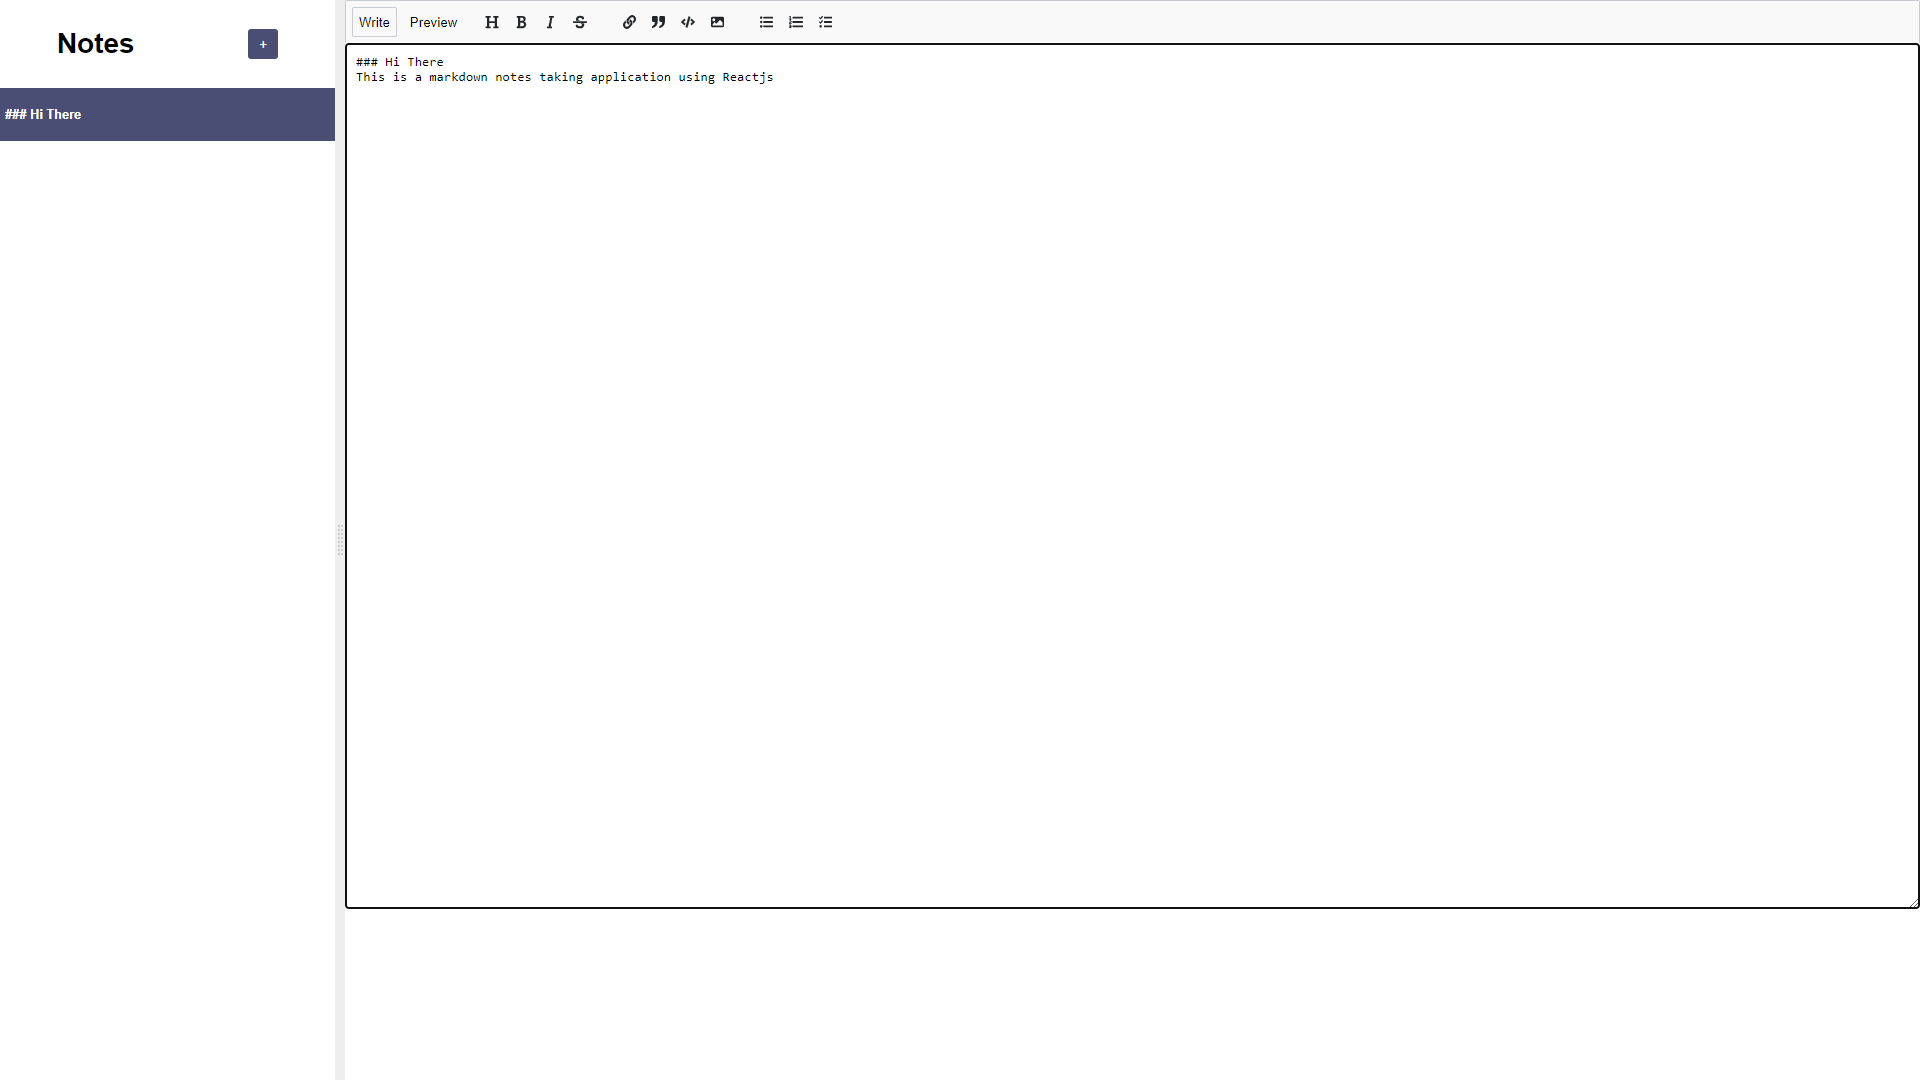 Notes
+
### Hi There
Write Preview H B I S
### Hi There
This is a markdown notes taking application using Reactjs